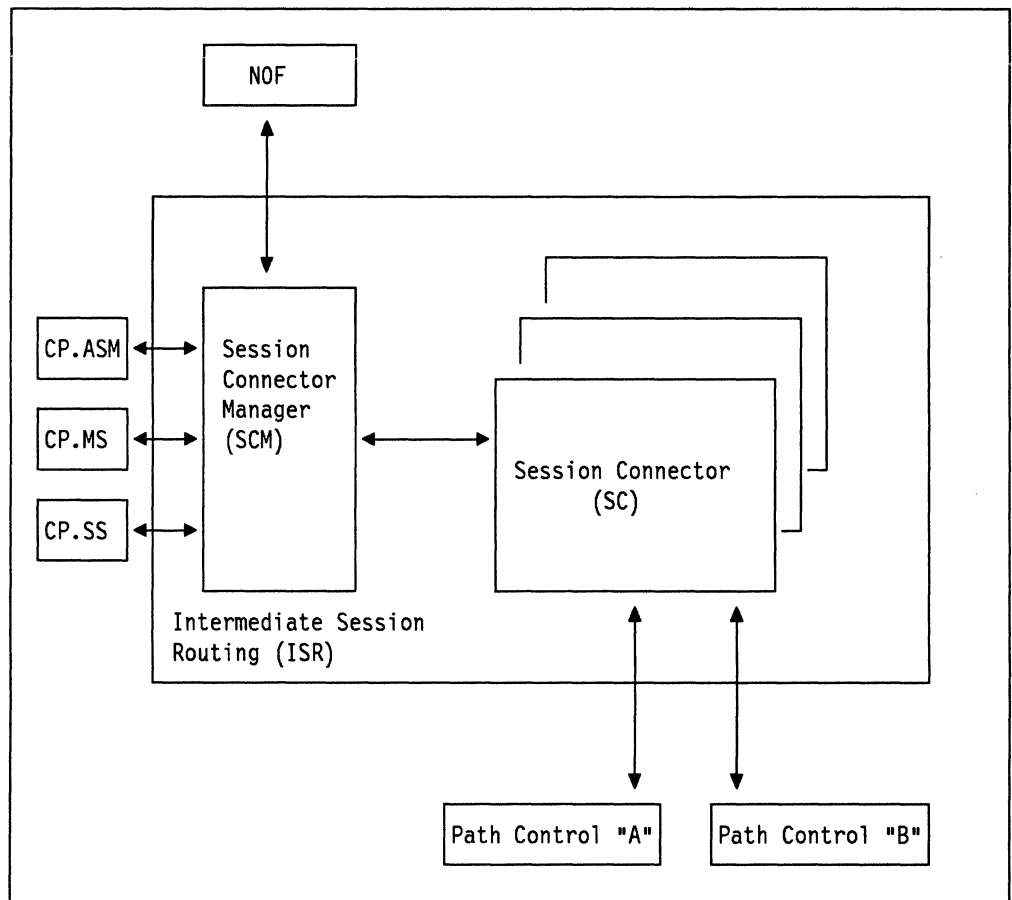 NOF
CP.ASM
CP.MS
CP.SS
Session
Connector
Manager
(SCM)
Session Connector
(SC)
Intermediate Session
Routing (ISR)
Path Control "A"
Path Control "B"